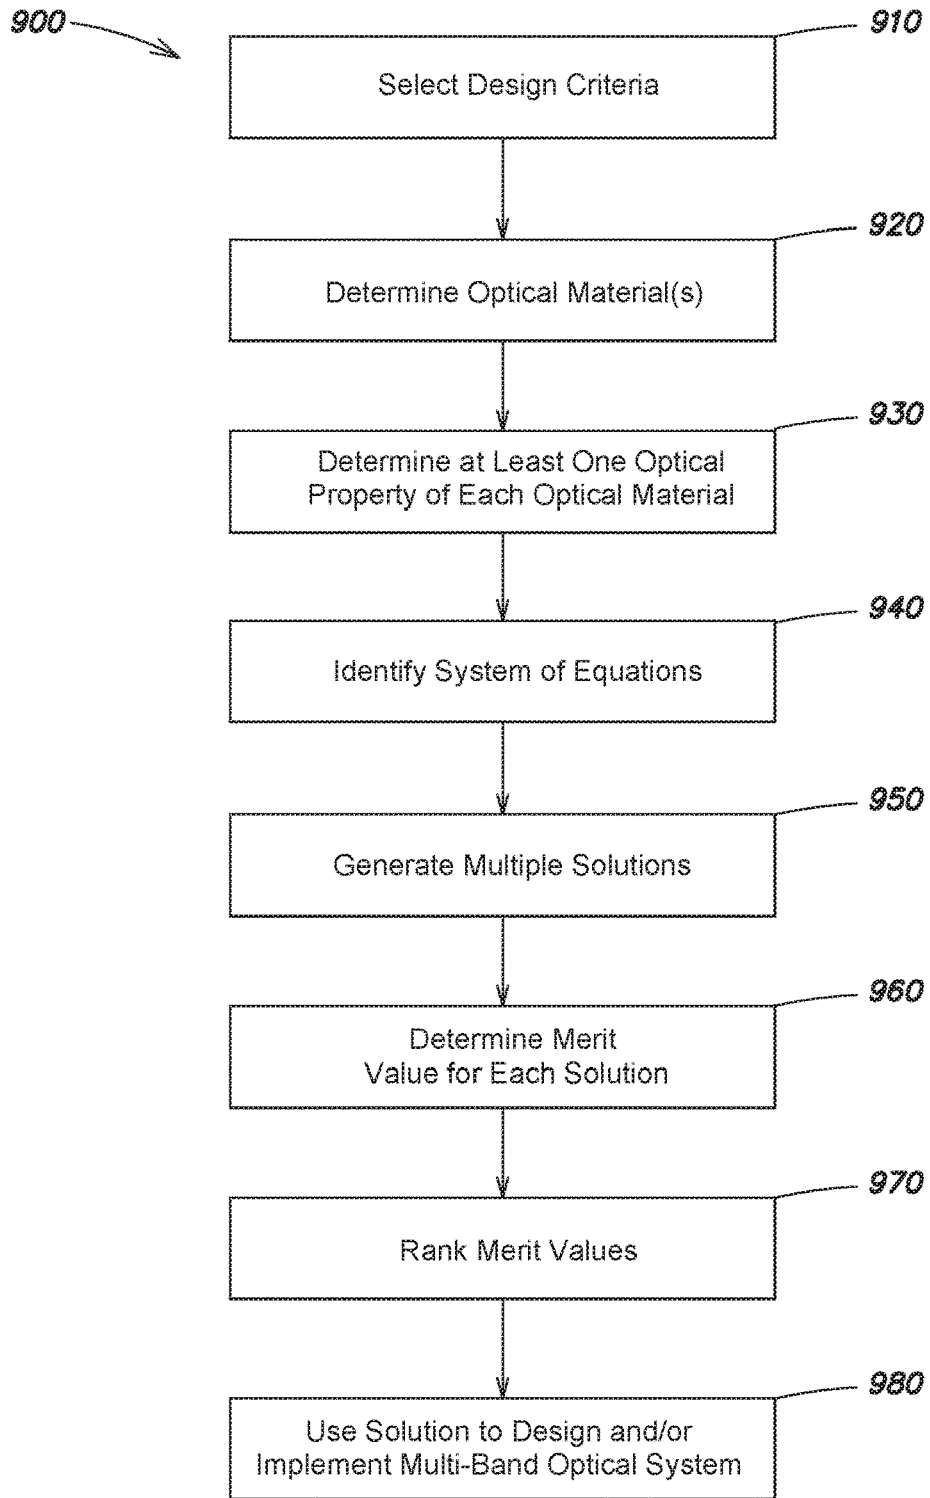 900
910
Select Design Criteria
920
Determine Optical Material(s)
930
Determine at Least One Optical
Property of Each Optical Material
940
Identify System of Equations
950
Generate Multiple Solutions
960
Determine Merit
Value for Each Solution
970
Rank Merit Values
980
Use Solution to Design and/or
Implement Multi-Band Optical System